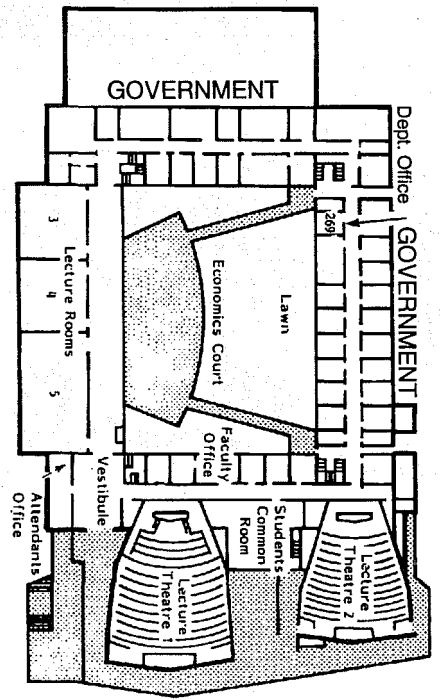 GOVERNMENT
Dept. Office
GOVERNMENT
269
3
4
5
Lecture Rooms
Lawn
Economics Court
Faculty
Office
Vestibule
Attendants
Office
Students
Common
Room
Lecture
Theatre 1
Lecture
Theatre 2